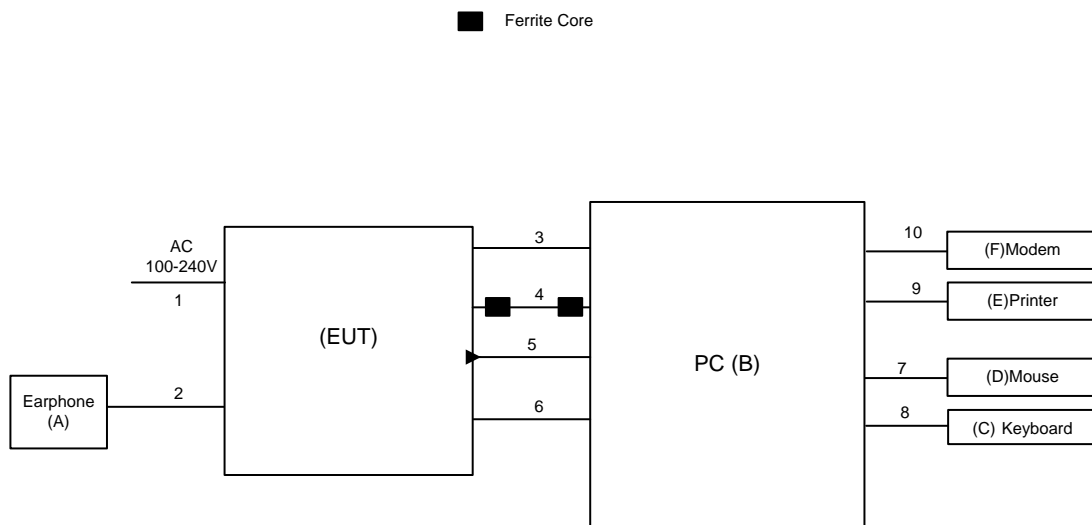 Ferrite Core
AC
100-240V
1
Earphone
(A)
2
(EUT)
3
4
5
6
PC (B)
10
(F)Modem
9
(E)Printer
7
(D)Mouse
8
(C) Keyboard